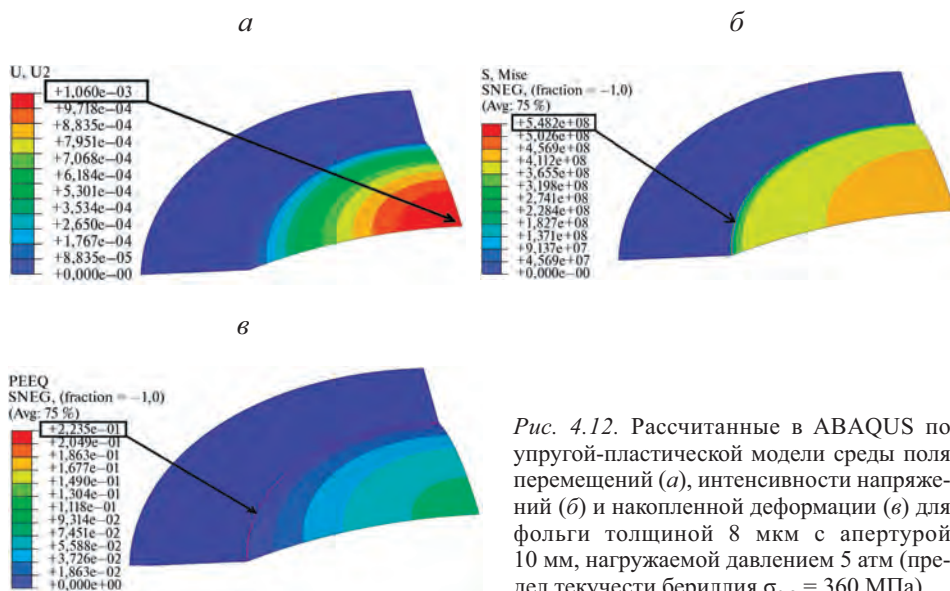 а
б
U, U2
+1,060e−03
+9,718e−04
+8,835e−04
+7,951e−04
+7,068e−04
+6,184e−04
+5,301e−04
+3,534e−04
+2,650e−04
+1,767e−04
+8,835e−05
+0,000e−00
S, Mise
SNEG, (fraction = −1,0)
(Avg: 75 %)
+5,482e+08
+5,026e+08
+4,569e+08
+4,112e+08
+3,655e+08
+3,198e+08
+2,741e+08
+2,284e+08
+1,827e+08
+1,371e+08
+9,137e+07
+4,569e+07
+0,000e−00
в
PEEQ
SNEG, (fraction = −1,0)
(Avg: 75 %)
+2,235e−01
+2,049e−01
+1,863e−01
+1,677e−01
+1,490e−01
+1,304e−01
+1,118e−01
+9,314e−02
+7,451e−02
+5,588e−02
+3,726e−02
+1,863e−02
+0,000e+00
Рис. 4.12. Рассчитанные в ABAQUS по
упругой-пластической модели среды поля
перемещений (а), интенсивности напряже-
ний (б) и накопленной деформации (в) для
фольги толщиной 8 мкм с апертурой
10 мм, нагружаемой давлением 5 атм (пре-
дел текучести бериллия σ = 360 МПа)